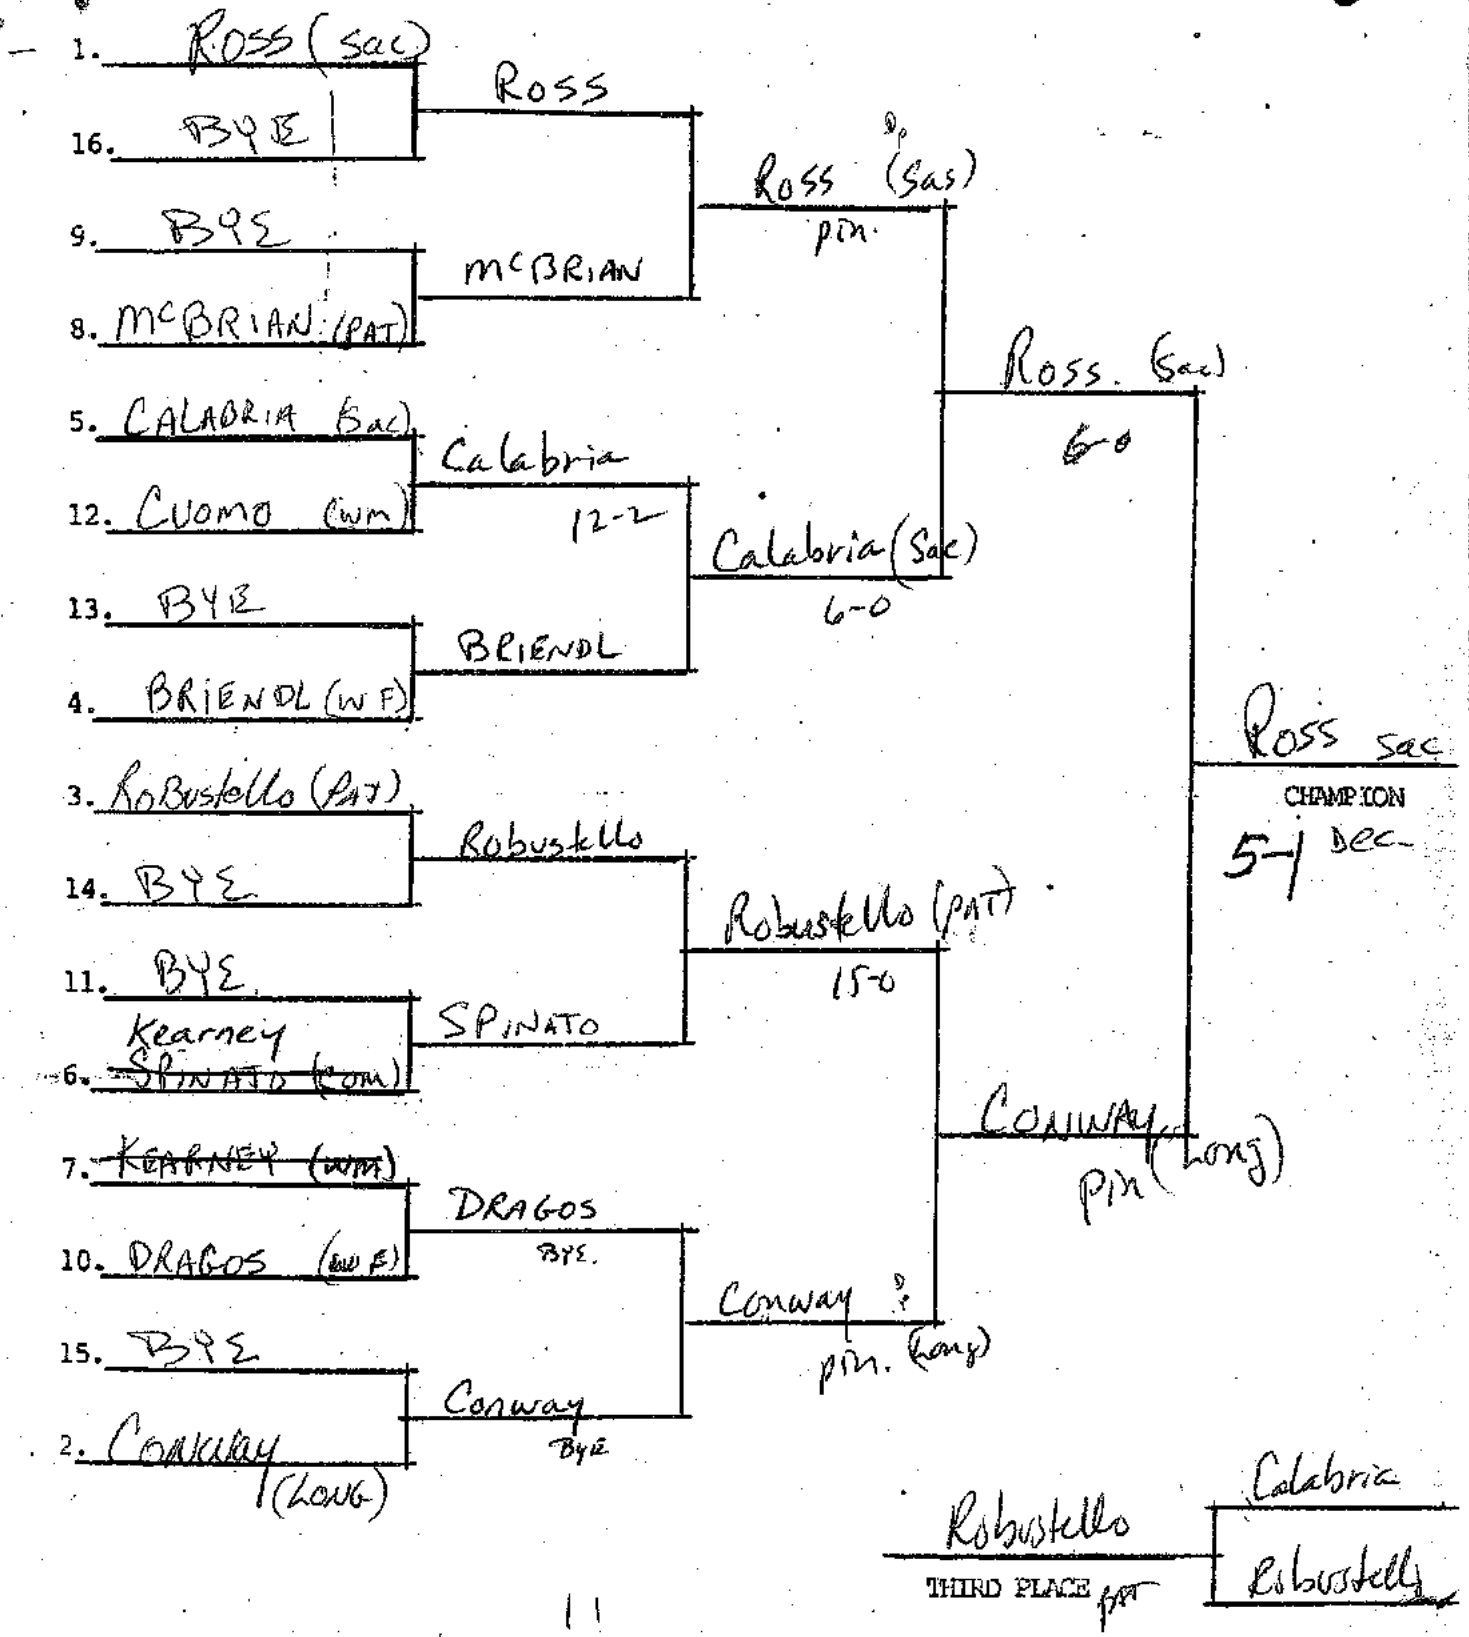 1. Ross (Sac)
16. BYE
9. BYE
8. McBRIAN (PAT)
5. CALABRIA (Sac)
12. CUOMO (WM)
13. BYE
4. BRIENDL (WF)
3. RoBustello (PAT)
14. BYE
11. BYE
Kearney
6. SPINATO (COM)
7. KEARNEY (WM)
10. DRAGOS
15. BYE
2. CONWAY
(LONG)
Ross
McBRIAN
Calabria
12-2
BRIENDL
Robustello
SPINATO
DRAGOS
BYE.
Conway
BYE
Ross (Sas)
pin.
Calabria (Sac)
6-0
Robustello (PAT)
15-0
Conway
pin. (Long)
Ross. (Sac)
6-0
CONWAY
pin (Long)
Ross Sac
CHAMPION
5-1 Dec-
Calabria
Robustello
Robustello
THIRD PLACE PAT
11